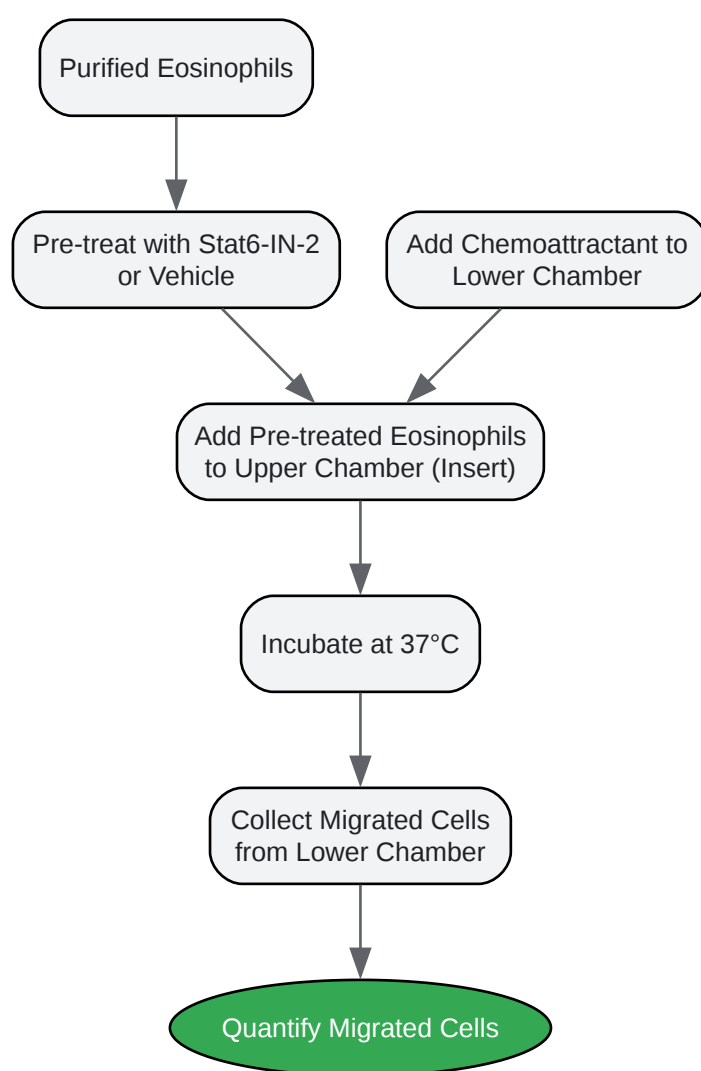 Purified Eosinophils
Pre-treat with Stat6-IN-2
or Vehicle
Add Chemoattractant to
Lower Chamber
Add Pre-treated Eosinophils
to Upper Chamber (Insert)
Incubate at 37°C
Collect Migrated Cells
from Lower Chamber
Quantify Migrated Cells